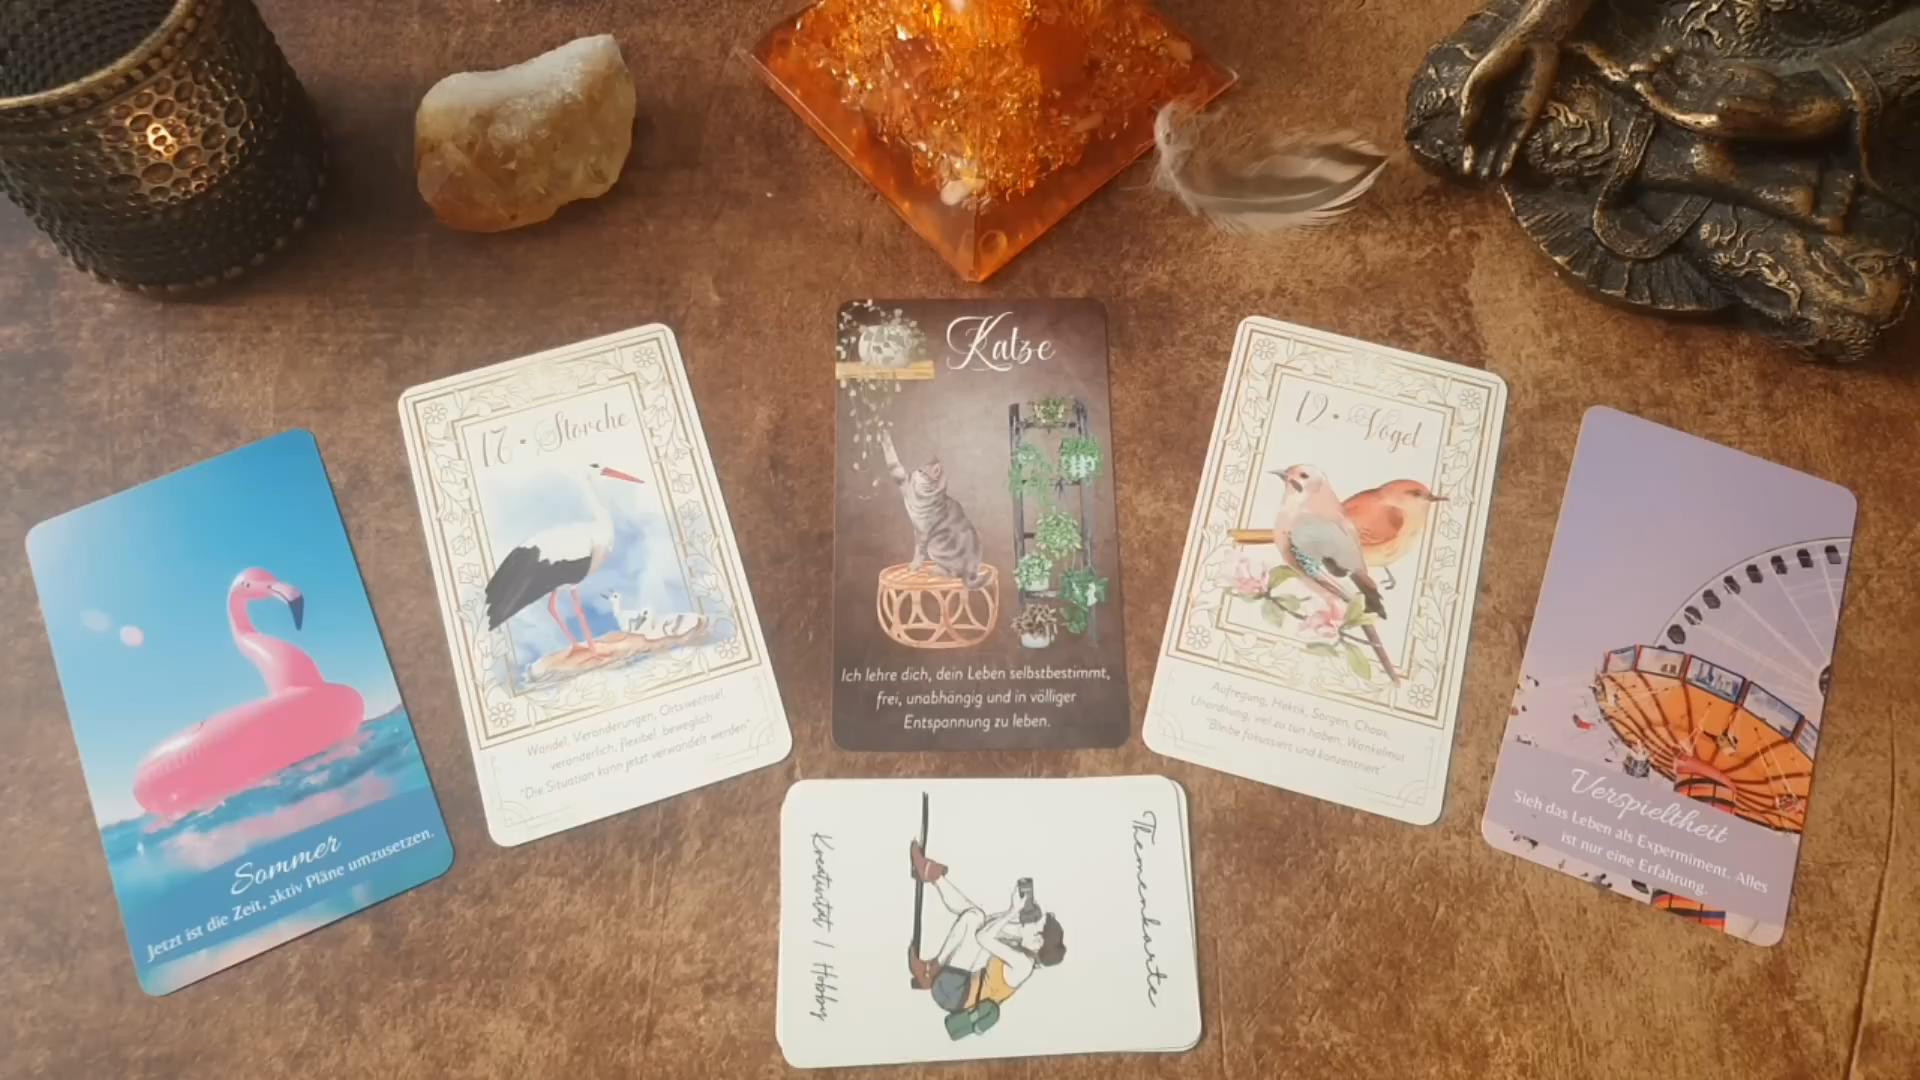 Sommer
Jetzt ist die Zeit, aktiv Pläne umzusetzen.
17 • Störche
Wandel, Veränderungen, Ortswechsel,
veränderlich, flexibel, beweglich
"Die Situation kann jetzt verwandelt werden"
Katze
Ich lehre dich, dein Leben selbstbestimmt,
frei, unabhängig und in völliger
Entspannung zu leben.
12 • Vögel
Aufregung, Hektik, Sorgen, Chaos,
Unordnung, viel zu tun haben, Wankelmut
"Bleibe fokussiert und konzentriert"
Verspieltheit
Sieh das Leben als Expermiment. Alles
ist nur eine Erfahrung.
Themenkarte
Kreativität | Hobby